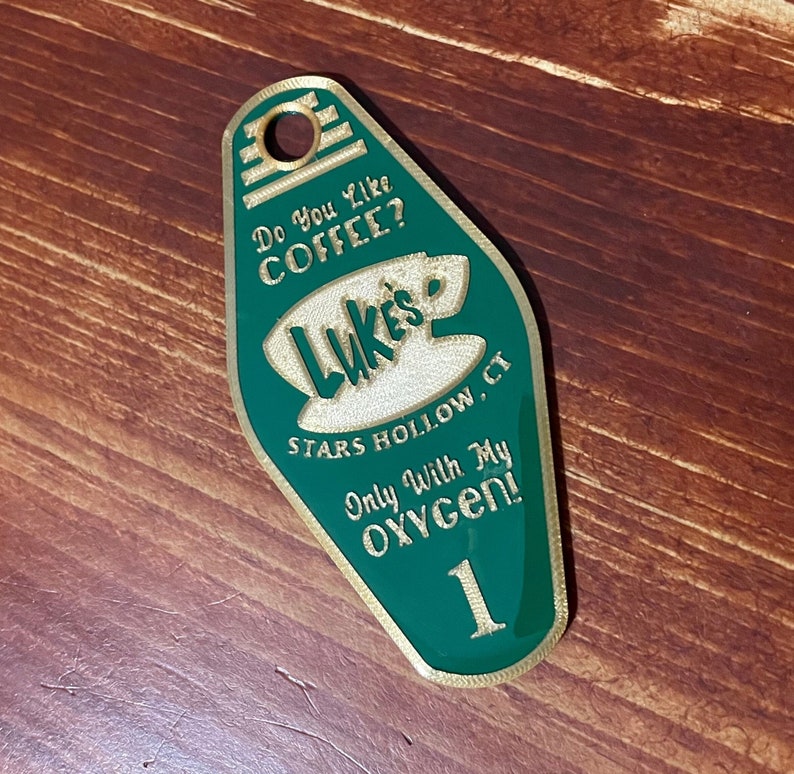 Do You Like
COFFEE?
LUKE'S
STARS HOLLOW, CT
Only With My
OXYGen!
1